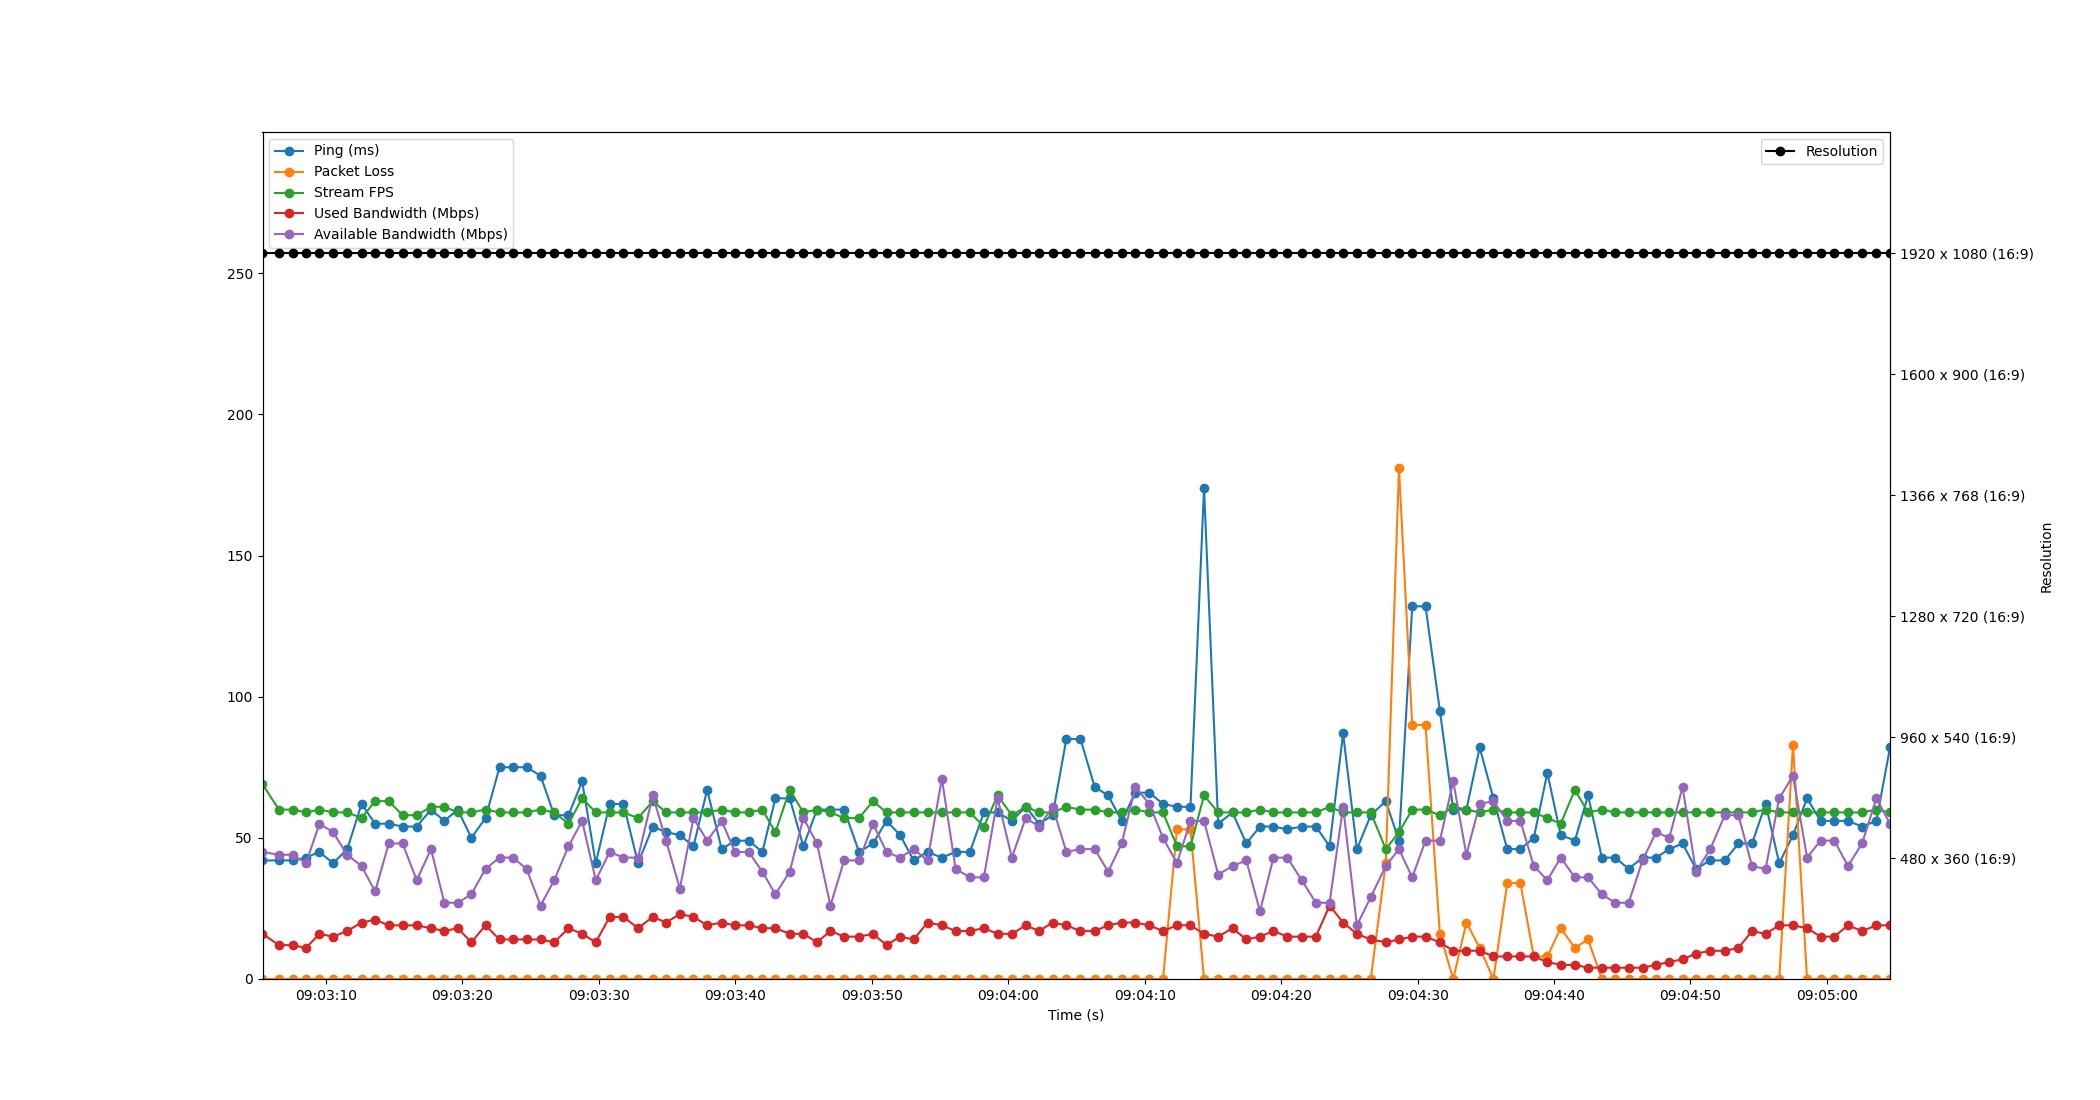 Ping (ms)
Packet Loss
Stream FPS
Used Bandwidth (Mbps)
Available Bandwidth (Mbps)
Resolution
250
200
150
100
50
0
1920 x 1080 (16:9)
1600 x 900 (16:9)
1366 x 768 (16:9)
1280 x 720 (16:9)
960 x 540 (16:9)
480 x 360 (16:9)
Resolution
09:03:10
09:03:20
09:03:30
09:03:40
09:03:50
09:04:00
09:04:10
09:04:20
09:04:30
09:04:40
09:04:50
09:05:00
Time (s)